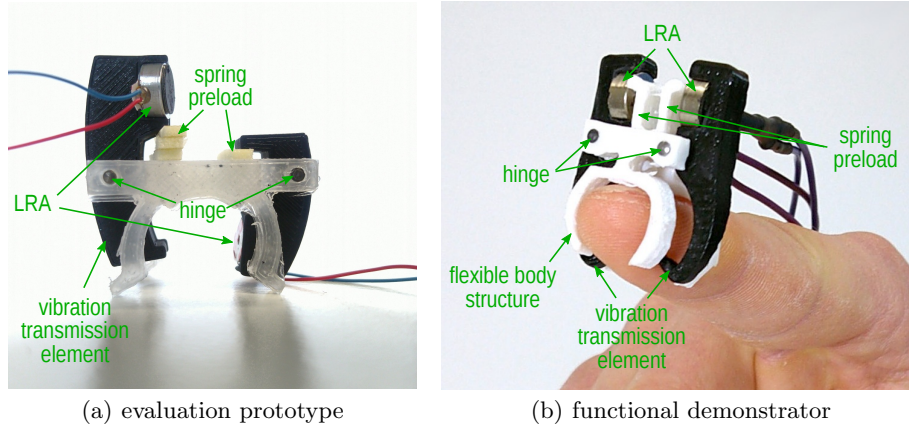 spring
preload
LRA
hinge
vibration
transmission
element
(a) evaluation prototype
LRA
spring
preload
hinge
flexible body
structure
vibration
transmission
element
(b) functional demonstrator